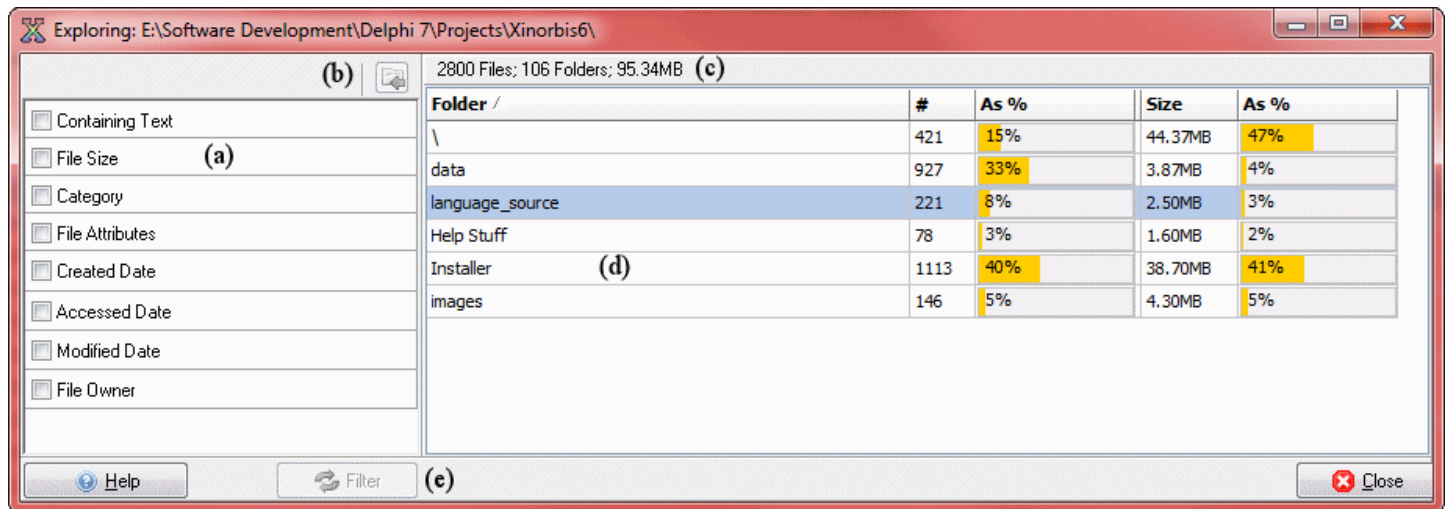 Exploring: E:\Software Development\Delphi 7\Projects\Xinorbis6\
(b)
2800 Files; 106 Folders; 95.34MB (c)
Containing Text
File Size (a)
Category
File Attributes
Created Date
Accessed Date
Modified Date
File Owner
Folder / # As % Size As %
\ 421 15% 44.37MB 47%
data 927 33% 3.87MB 4%
language_source 221 8% 2.50MB 3%
Help Stuff 78 3% 1.60MB 2%
Installer (d) 1113 40% 38.70MB 41%
images 146 5% 4.30MB 5%
Help Filter (e) Close